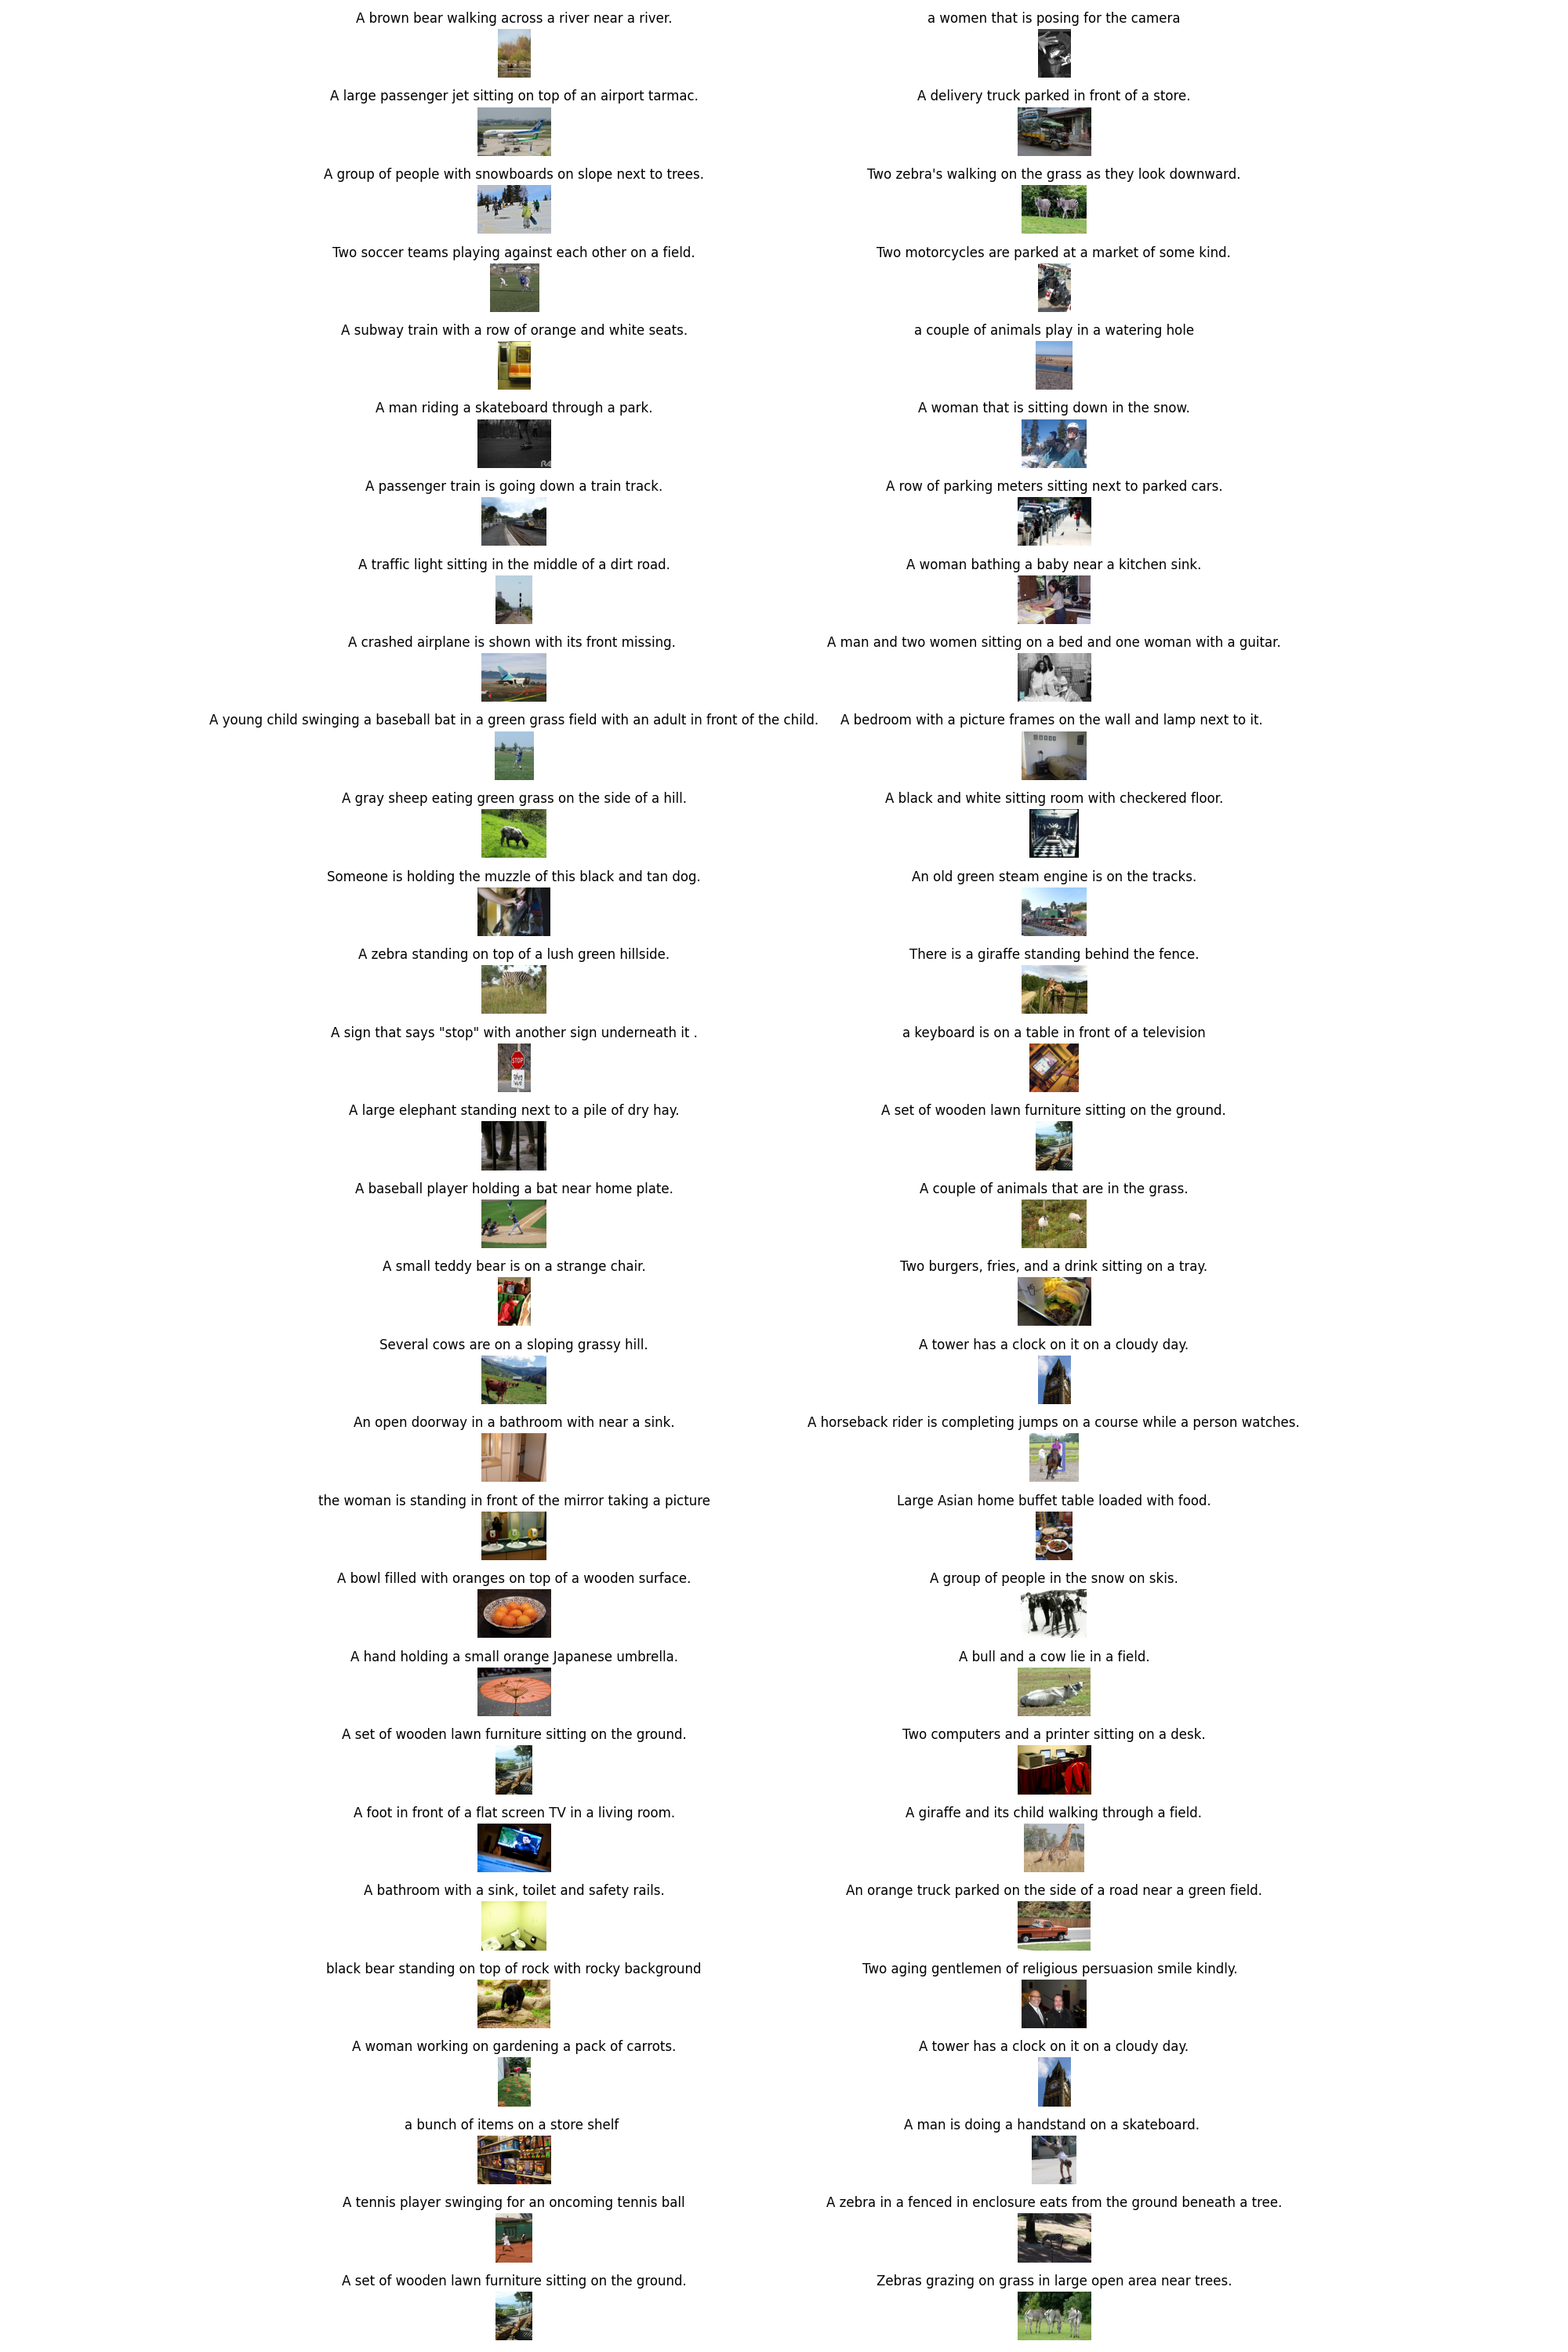 A brown bear walking across a river near a river.
a women that is posing for the camera
A large passenger jet sitting on top of an airport tarmac.
A delivery truck parked in front of a store.
A group of people with snowboards on slope next to trees.
Two zebra's walking on the grass as they look downward.
Two soccer teams playing against each other on a field.
Two motorcycles are parked at a market of some kind.
A subway train with a row of orange and white seats.
a couple of animals play in a watering hole
A man riding a skateboard through a park.
A woman that is sitting down in the snow.
A passenger train is going down a train track.
A row of parking meters sitting next to parked cars.
A traffic light sitting in the middle of a dirt road.
A woman bathing a baby near a kitchen sink.
A crashed airplane is shown with its front missing.
A man and two women sitting on a bed and one woman with a guitar.
A young child swinging a baseball bat in a green grass field with an adult in front of the child.
A bedroom with a picture frames on the wall and lamp next to it.
A gray sheep eating green grass on the side of a hill.
A black and white sitting room with checkered floor.
Someone is holding the muzzle of this black and tan dog.
An old green steam engine is on the tracks.
A zebra standing on top of a lush green hillside.
There is a giraffe standing behind the fence.
A sign that says "stop" with another sign underneath it .
a keyboard is on a table in front of a television
STOP
A large elephant standing next to a pile of dry hay.
A set of wooden lawn furniture sitting on the ground.
A baseball player holding a bat near home plate.
A couple of animals that are in the grass.
A small teddy bear is on a strange chair.
Two burgers, fries, and a drink sitting on a tray.
Several cows are on a sloping grassy hill.
A tower has a clock on it on a cloudy day.
An open doorway in a bathroom with near a sink.
A horseback rider is completing jumps on a course while a person watches.
the woman is standing in front of the mirror taking a picture
Large Asian home buffet table loaded with food.
A bowl filled with oranges on top of a wooden surface.
A group of people in the snow on skis.
A hand holding a small orange Japanese umbrella.
A bull and a cow lie in a field.
A set of wooden lawn furniture sitting on the ground.
Two computers and a printer sitting on a desk.
A foot in front of a flat screen TV in a living room.
A giraffe and its child walking through a field.
A bathroom with a sink, toilet and safety rails.
An orange truck parked on the side of a road near a green field.
black bear standing on top of rock with rocky background
Two aging gentlemen of religious persuasion smile kindly.
A woman working on gardening a pack of carrots.
A tower has a clock on it on a cloudy day.
a bunch of items on a store shelf
A man is doing a handstand on a skateboard.
A tennis player swinging for an oncoming tennis ball
A zebra in a fenced in enclosure eats from the ground beneath a tree.
A set of wooden lawn furniture sitting on the ground.
Zebras grazing on grass in large open area near trees.